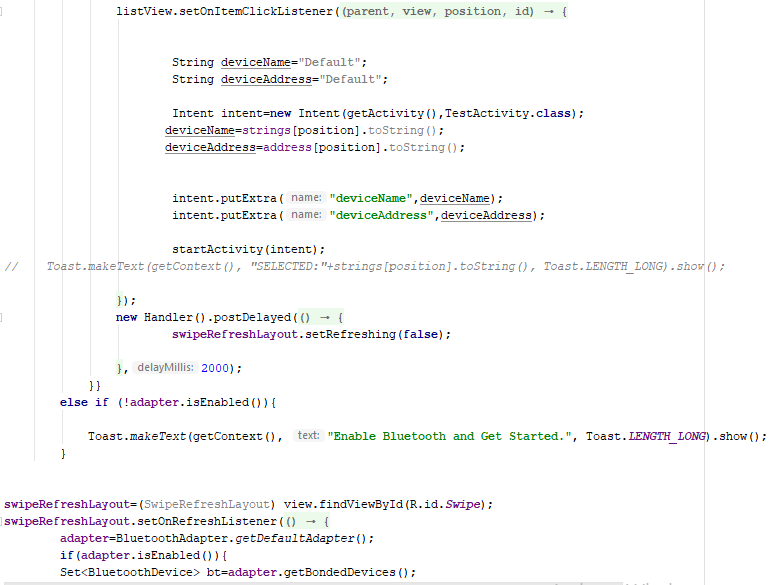 listView.setOnItemClickListener((parent, view, position, id) → {
String deviceName="Default";
String deviceAddress="Default";
Intent intent=new Intent(getActivity(),TestActivity.class);
deviceName=strings[position].toString();
deviceAddress=address[position].toString();
intent.putExtra( name: "deviceName",deviceName);
intent.putExtra( name: "deviceAddress",deviceAddress);
startActivity(intent);
// Toast.makeText(getContext(), "SELECTED:"+strings[position].toString(), Toast.LENGTH_LONG).show();
});
new Handler().postDelayed(() → {
swipeRefreshLayout.setRefreshing(false);
}, delayMillis: 2000);
}}
else if (!adapter.isEnabled()){
Toast.makeText(getContext(), text: "Enable Bluetooth and Get Started.", Toast.LENGTH_LONG).show();
}
swipeRefreshLayout=(SwipeRefreshLayout) view.findViewById(R.id.Swipe);
swipeRefreshLayout.setOnRefreshListener(() → {
adapter=BluetoothAdapter.getDefaultAdapter();
if(adapter.isEnabled()){
Set<BluetoothDevice> bt=adapter.getBondedDevices();